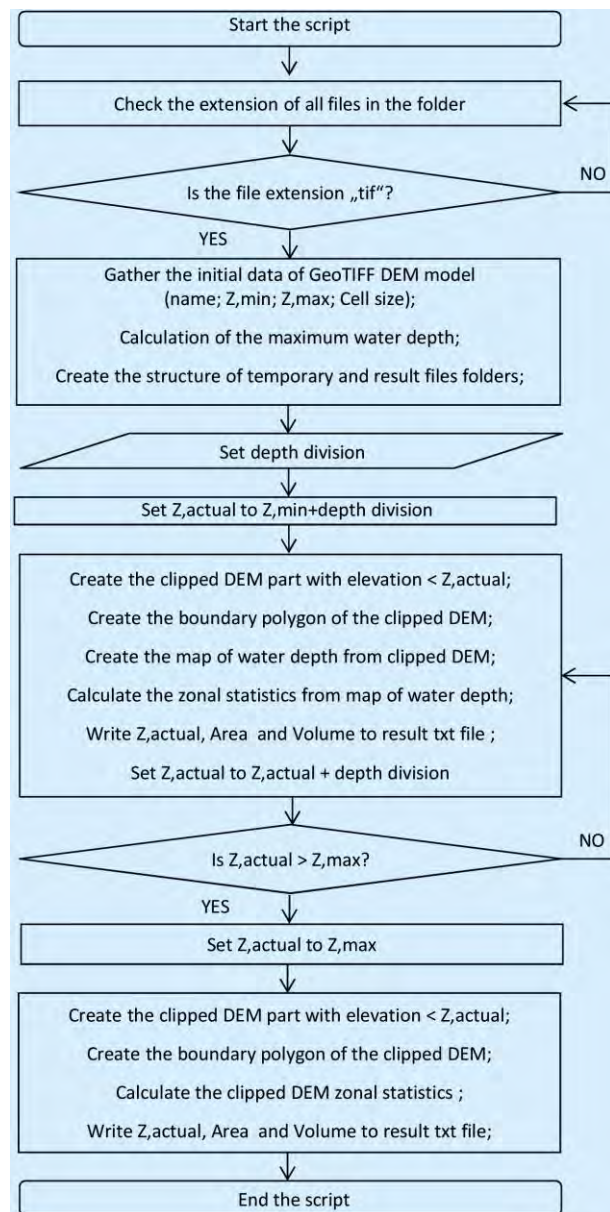 Start the script
Check the extension of all files in the folder
Is the file extension „tif“?
NO
YES
Gather the initial data of GeoTIFF DEM model
(name; Z,min; Z,max; Cell size);
Calculation of the maximum water depth;
Create the structure of temporary and result files folders;
Set depth division
Set Z,actual to Z,min+depth division
Create the clipped DEM part with elevation < Z,actual;
Create the boundary polygon of the clipped DEM;
Create the map of water depth from clipped DEM;
Calculate the zonal statistics from map of water depth;
Write Z,actual, Area and Volume to result txt file ;
Set Z,actual to Z,actual + depth division
Is Z,actual > Z,max?
NO
YES
Set Z,actual to Z,max
Create the clipped DEM part with elevation < Z,actual;
Create the boundary polygon of the clipped DEM;
Calculate the clipped DEM zonal statistics ;
Write Z,actual, Area and Volume to result txt file;
End the script